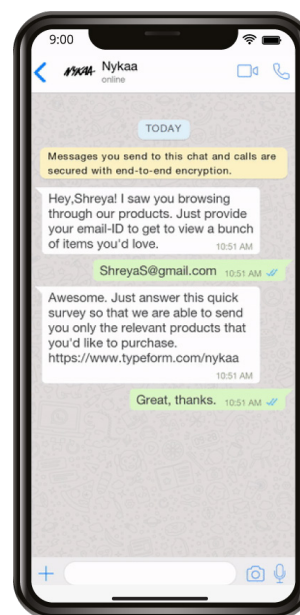 9:00
NYKAA Nykaa
online
TODAY
Messages you send to this chat and calls are
secured with end-to-end encryption.
Hey,Shreya! I saw you browsing
through our products. Just provide
your email-ID to get to view a bunch
of items you'd love. 10:51 AM
ShreyaS@gmail.com 10:51 AM
Awesome. Just answer this quick
survey so that we are able to send
you only the relevant products that
you'd like to purchase.
https://www.typeform.com/nykaa
10:51 AM
Great, thanks. 10:51 AM